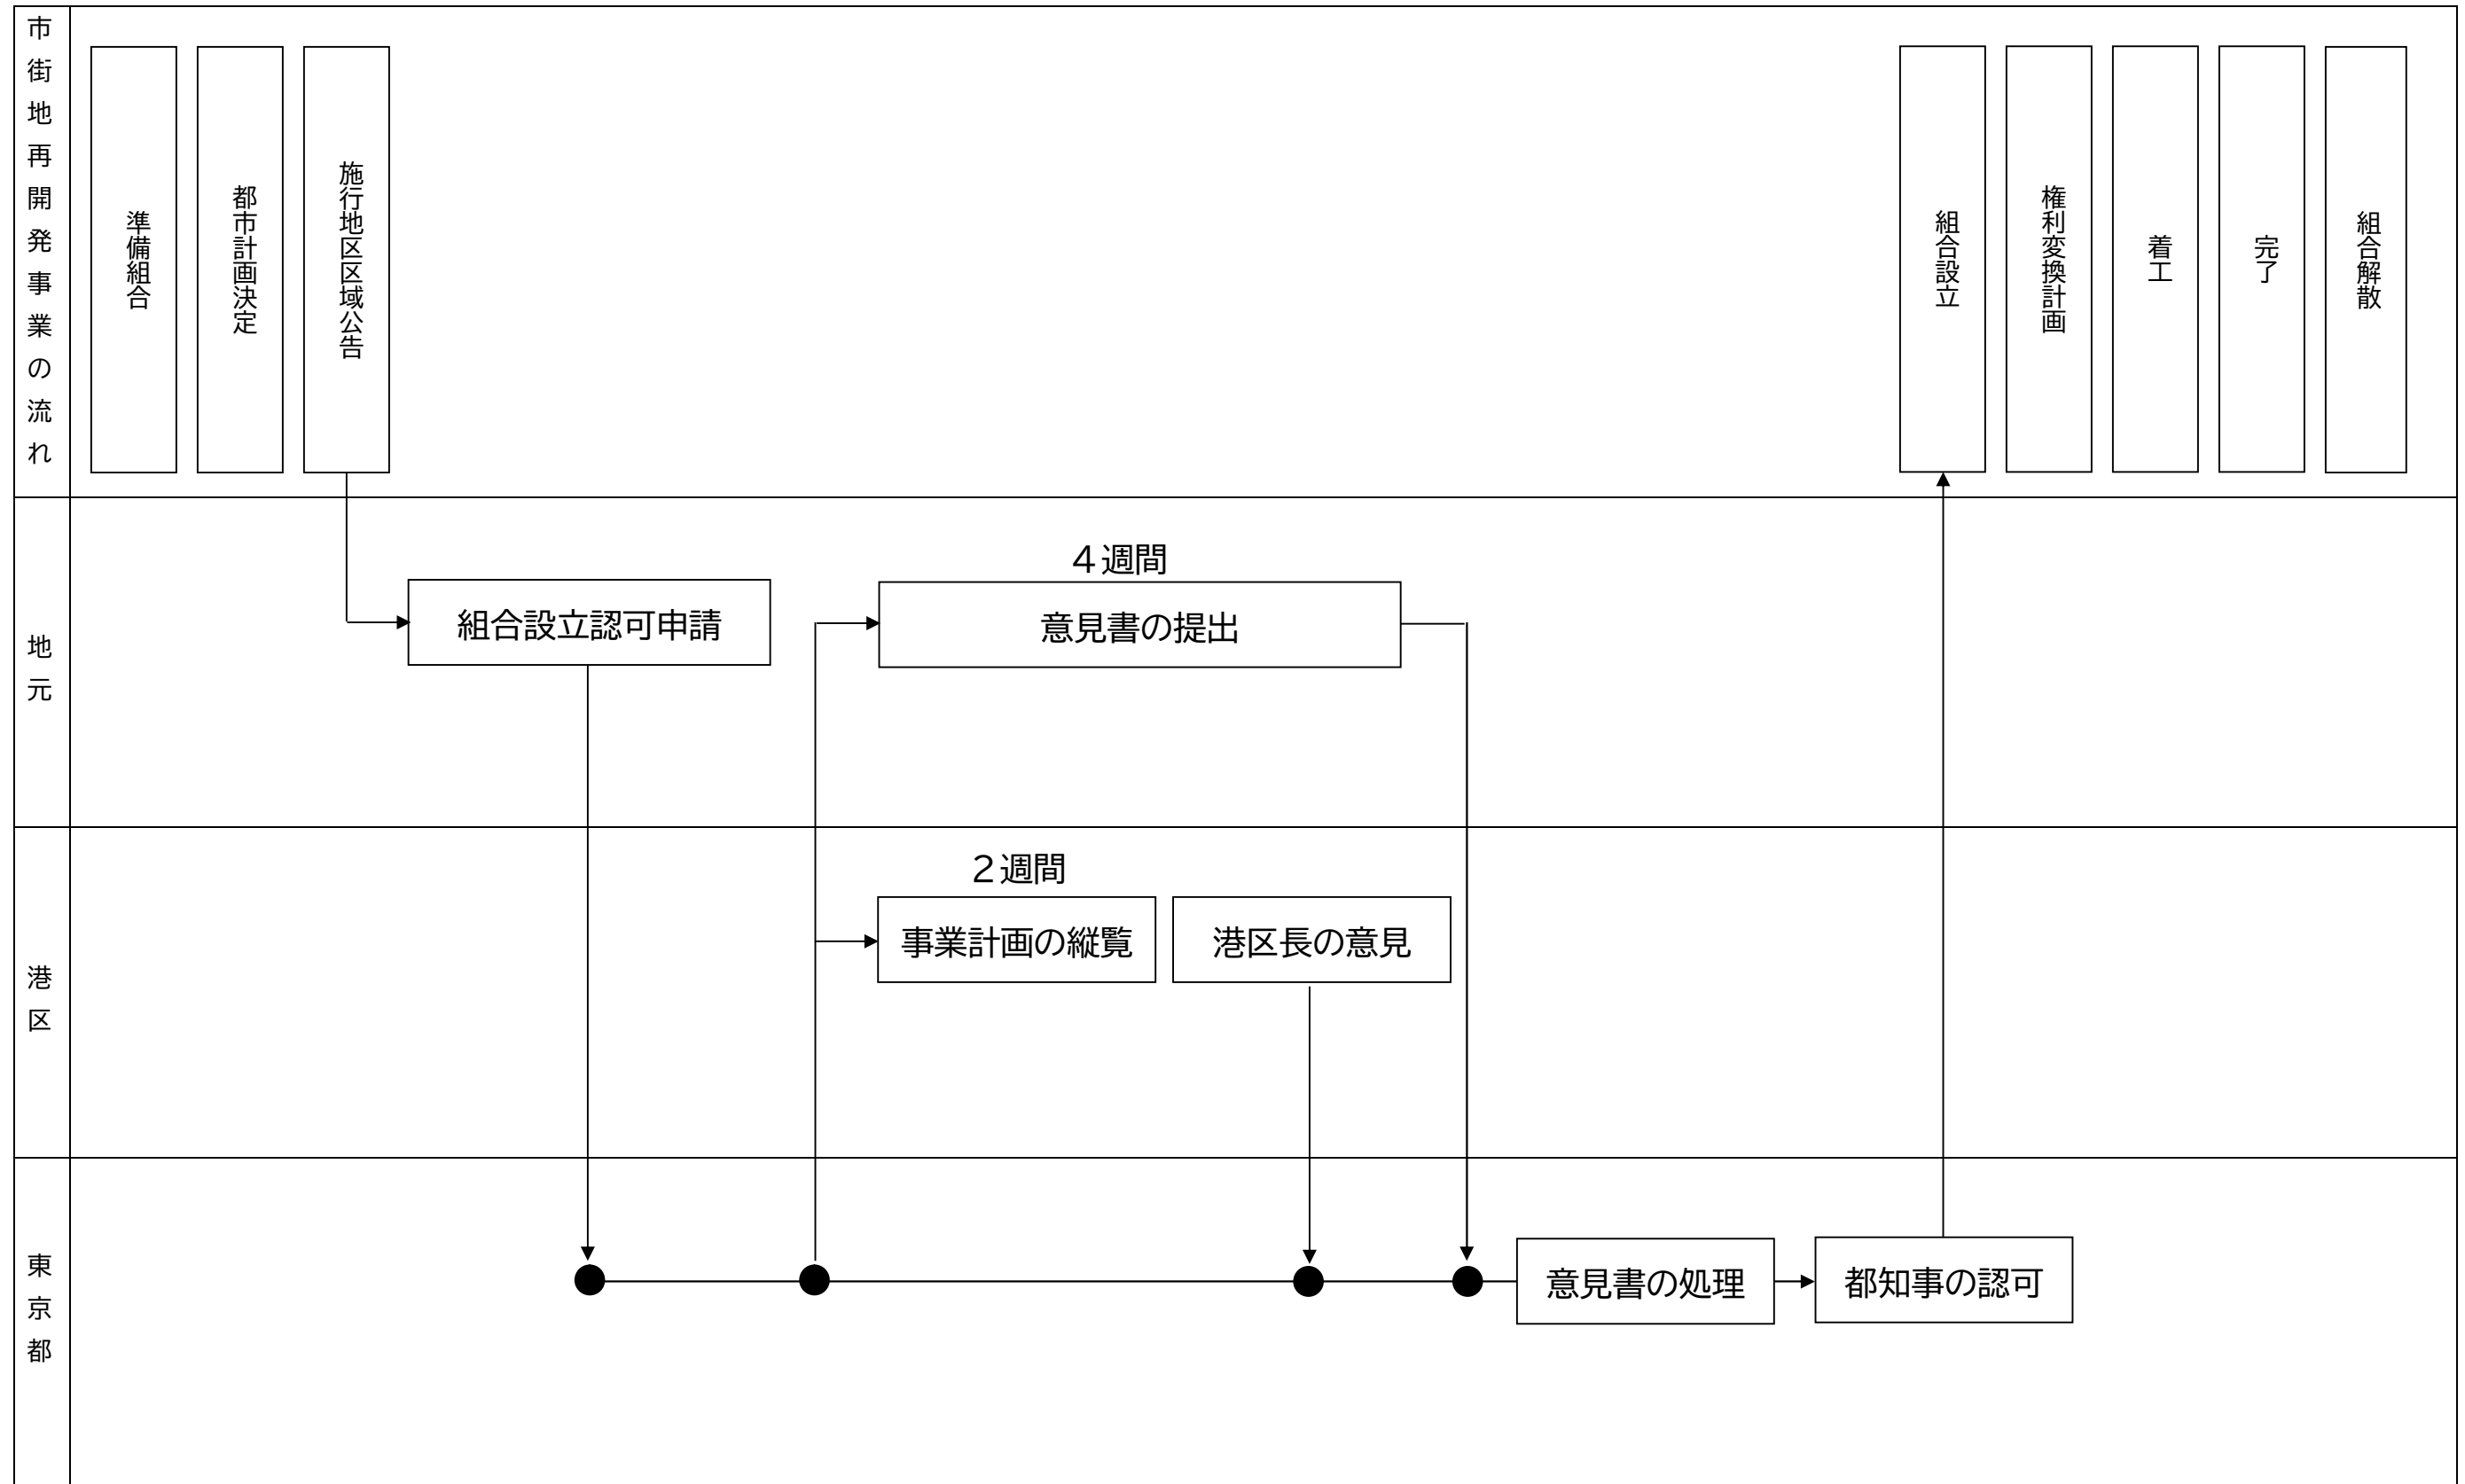 市街地再開発事業の流れ
準備組合
都市計画決定
施行地区区域公告
組合設立
権利変換計画
着工
完了
組合解散
地元
組合設立認可申請
４週間
意見書の提出
港区
２週間
事業計画の縦覧
港区長の意見
東京都
意見書の処理
都知事の認可